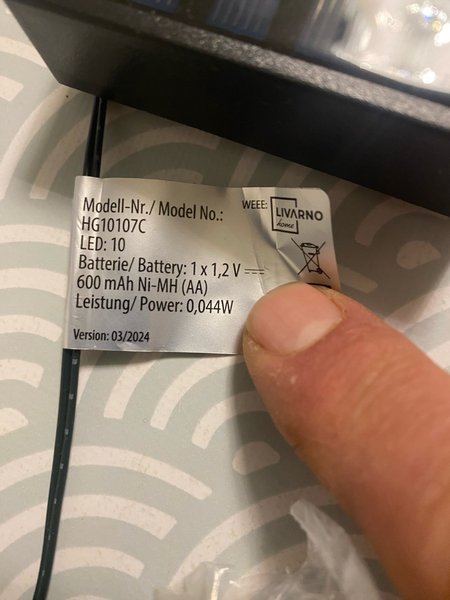 Modell-Nr./ Model No.:
HG10107C
LED: 10
Batterie/ Battery: 1 x 1,2 V ⎓
600 mAh Ni-MH (AA)
Leistung/ Power: 0,044W
Version: 03/2024
WEEE:
LIVARNO
home